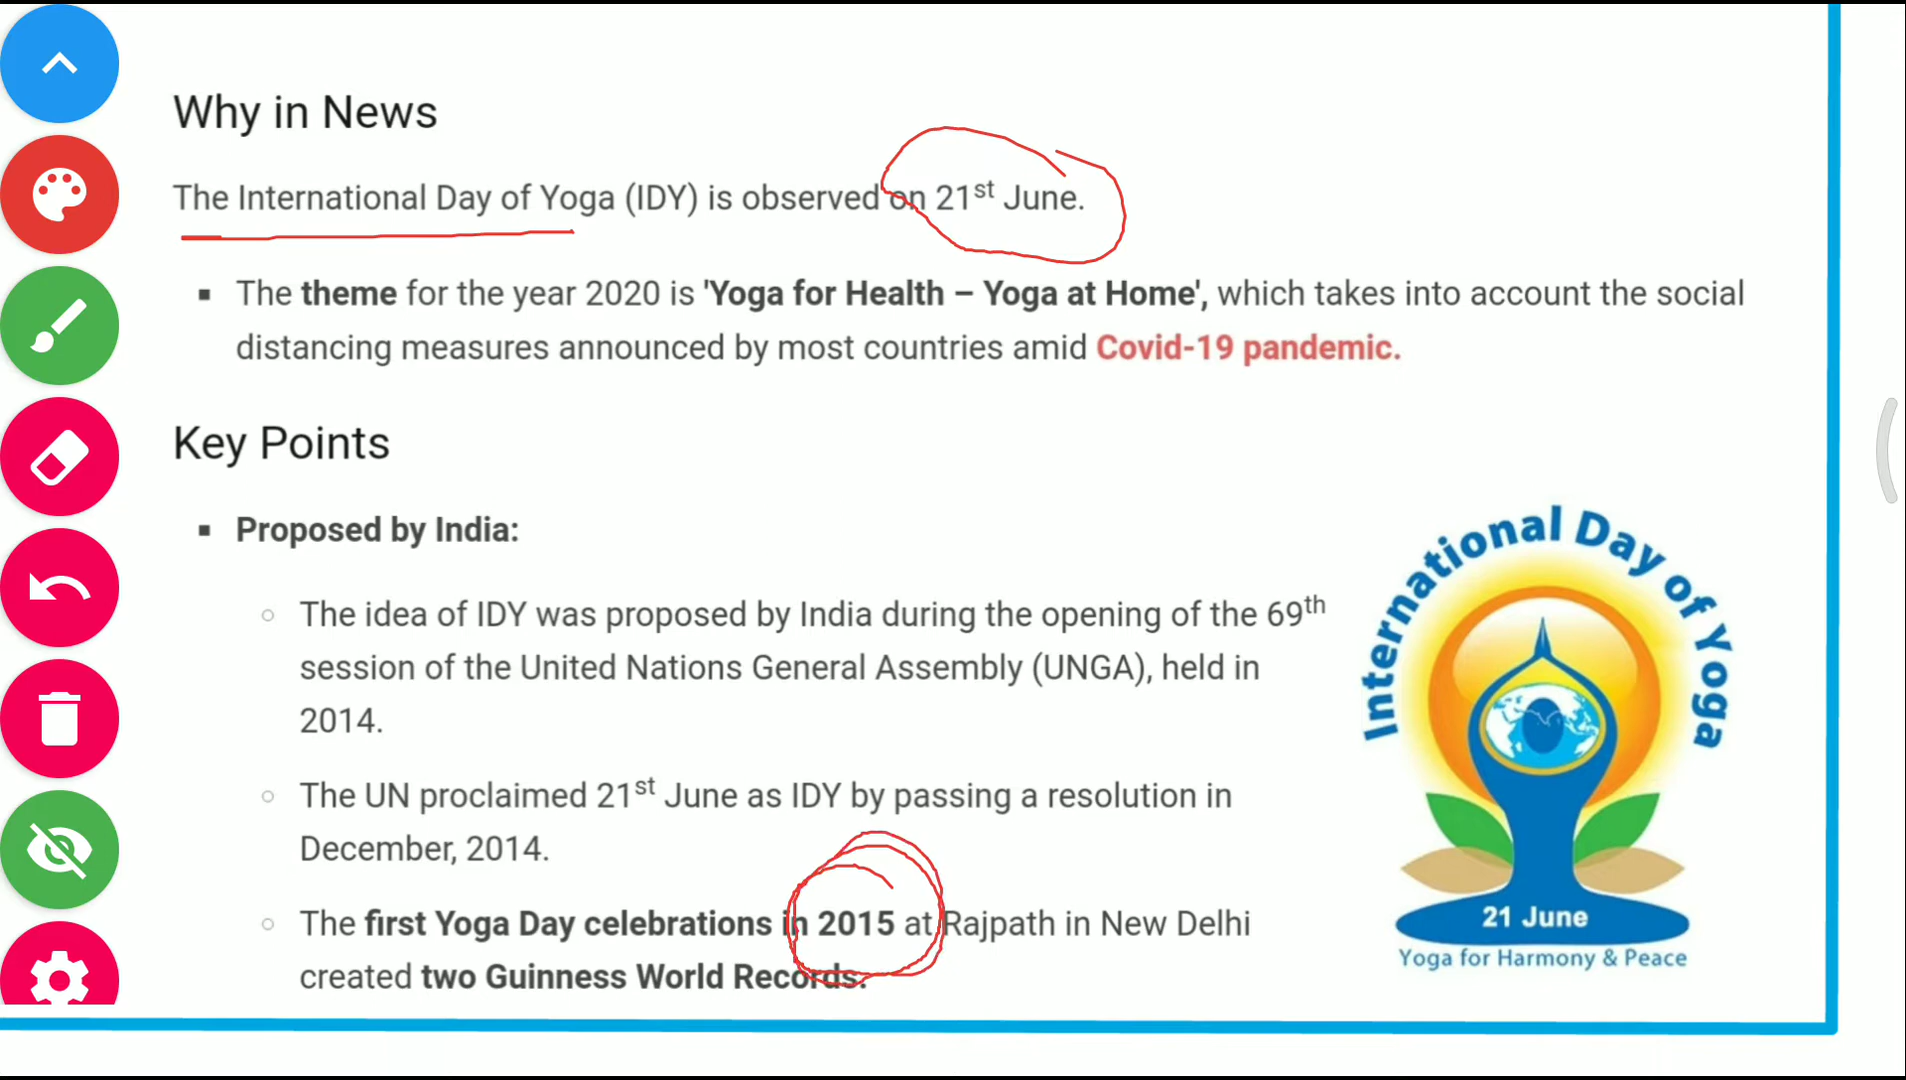 Why in News
The International Day of Yoga (IDY) is observed on 21st June.
▪ The theme for the year 2020 is 'Yoga for Health – Yoga at Home', which takes into account the social
distancing measures announced by most countries amid Covid-19 pandemic.
Key Points
▪ Proposed by India:
○ The idea of IDY was proposed by India during the opening of the 69th
session of the United Nations General Assembly (UNGA), held in
2014.
○ The UN proclaimed 21st June as IDY by passing a resolution in
December, 2014.
○ The first Yoga Day celebrations in 2015 at Rajpath in New Delhi
created two Guinness World Records.
International Day of Yoga
21 June
Yoga for Harmony & Peace